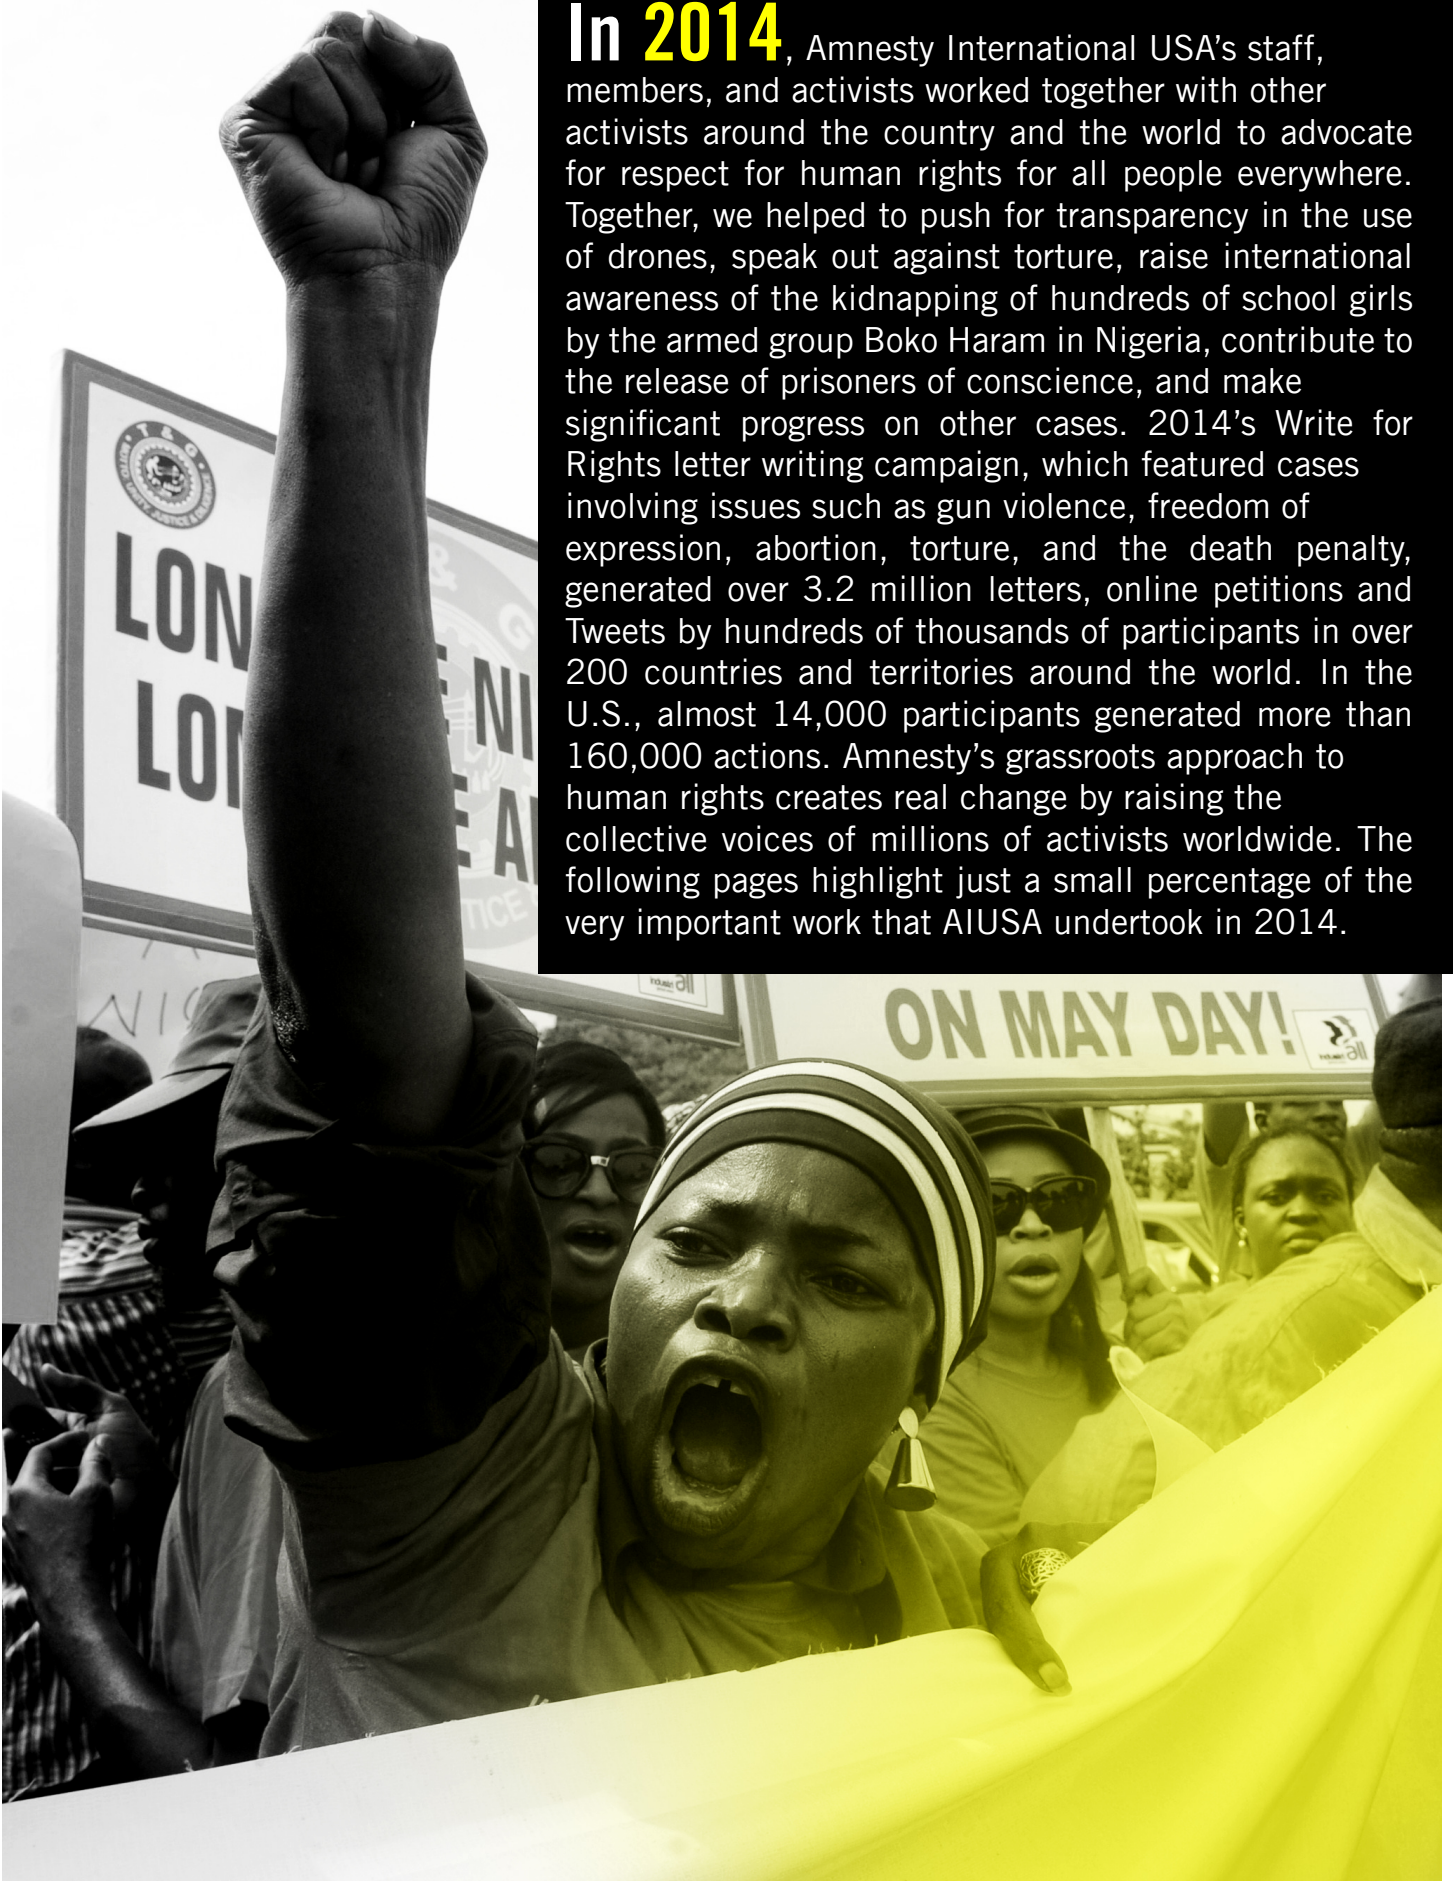 In 2014, Amnesty International USA’s staff,
members, and activists worked together with other
activists around the country and the world to advocate
for respect for human rights for all people everywhere.
Together, we helped to push for transparency in the use
of drones, speak out against torture, raise international
awareness of the kidnapping of hundreds of school girls
by the armed group Boko Haram in Nigeria, contribute to
the release of prisoners of conscience, and make
significant progress on other cases. 2014’s Write for
Rights letter writing campaign, which featured cases
involving issues such as gun violence, freedom of
expression, abortion, torture, and the death penalty,
generated over 3.2 million letters, online petitions and
Tweets by hundreds of thousands of participants in over
200 countries and territories around the world. In the
U.S., almost 14,000 participants generated more than
160,000 actions. Amnesty’s grassroots approach to
human rights creates real change by raising the
collective voices of millions of activists worldwide. The
following pages highlight just a small percentage of the
very important work that AIUSA undertook in 2014.
T & G
LON
E NI
LO
E A
TICE
NIG
ON MAY DAY!
industri all